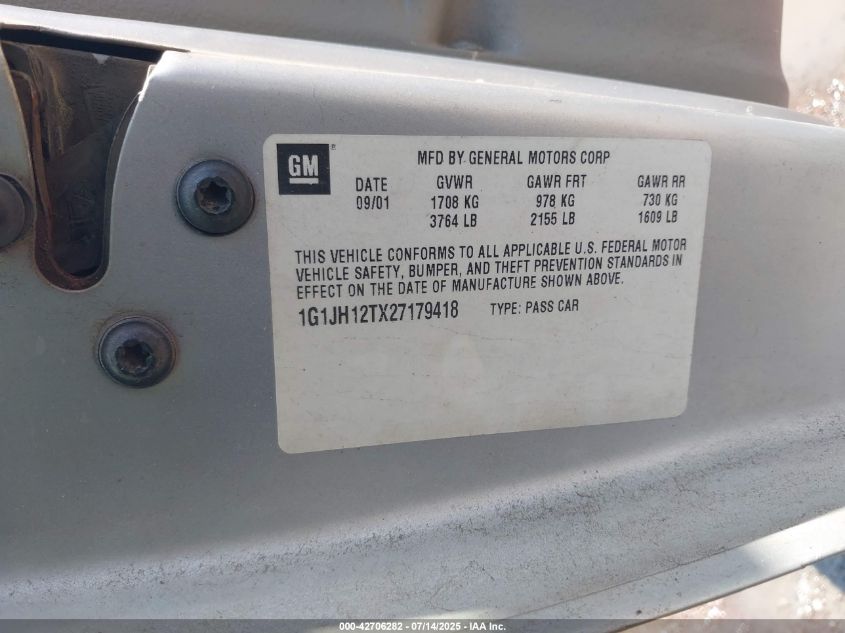 GM
®
MFD BY GENERAL MOTORS CORP
DATE GVWR GAWR FRT GAWR RR
09/01 1708 KG 978 KG 730 KG
3764 LB 2155 LB 1609 LB
THIS VEHICLE CONFORMS TO ALL APPLICABLE U.S. FEDERAL MOTOR
VEHICLE SAFETY, BUMPER, AND THEFT PREVENTION STANDARDS IN
EFFECT ON THE DATE OF MANUFACTURE SHOWN ABOVE.
1G1JH12TX27179418 TYPE: PASS CAR
000-42706282 - 07/14/2025 - IAA Inc.